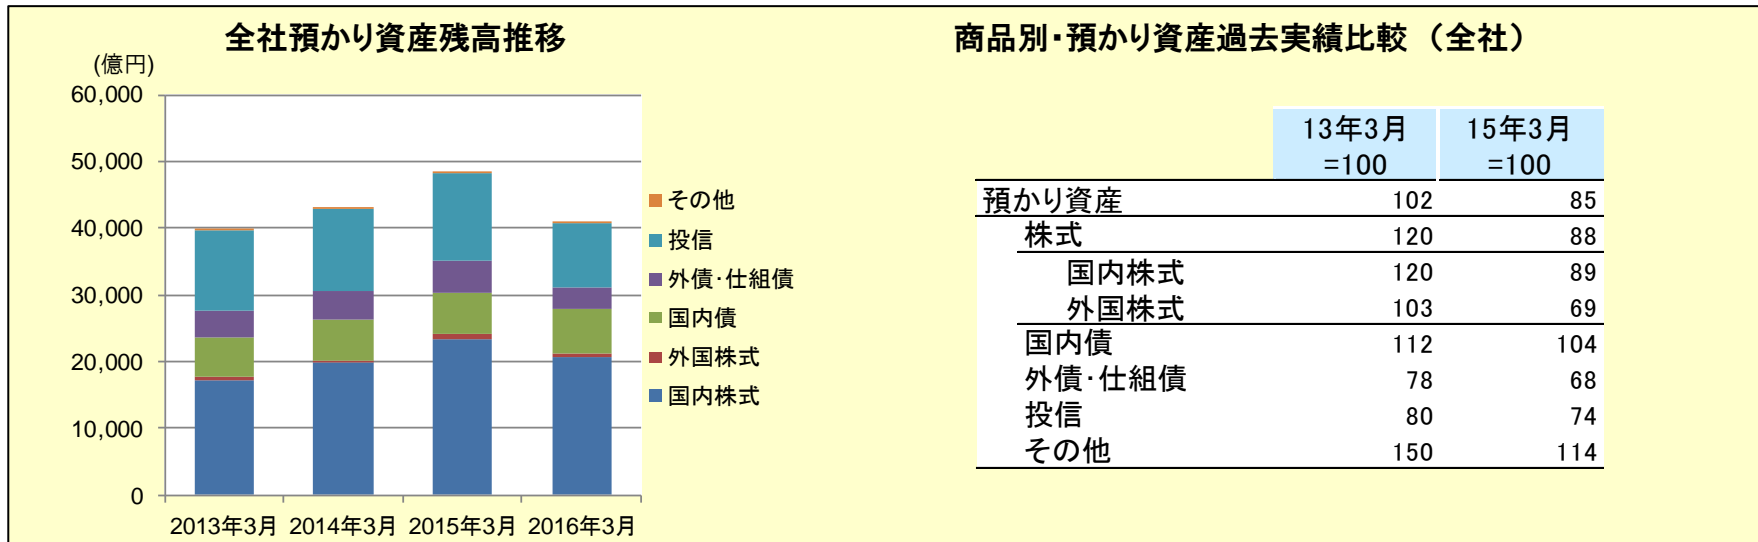 全社預かり資産残高推移
(億円)
60,000
50,000
40,000
30,000
20,000
10,000
0
2013年3月 2014年3月 2015年3月 2016年3月
その他
投信
外債・仕組債
国内債
外国株式
国内株式
商品別・預かり資産過去実績比較 （全社）
13年3月 15年3月
=100 =100
預かり資産 102 85
株式 120 88
国内株式 120 89
外国株式 103 69
国内債 112 104
外債・仕組債 78 68
投信 80 74
その他 150 114